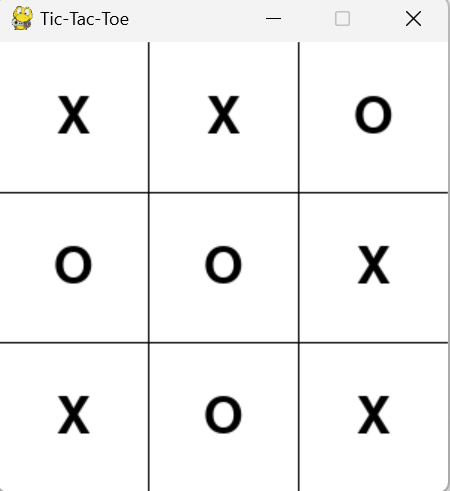 Tic-Tac-Toe
X X O
O O X
X O X